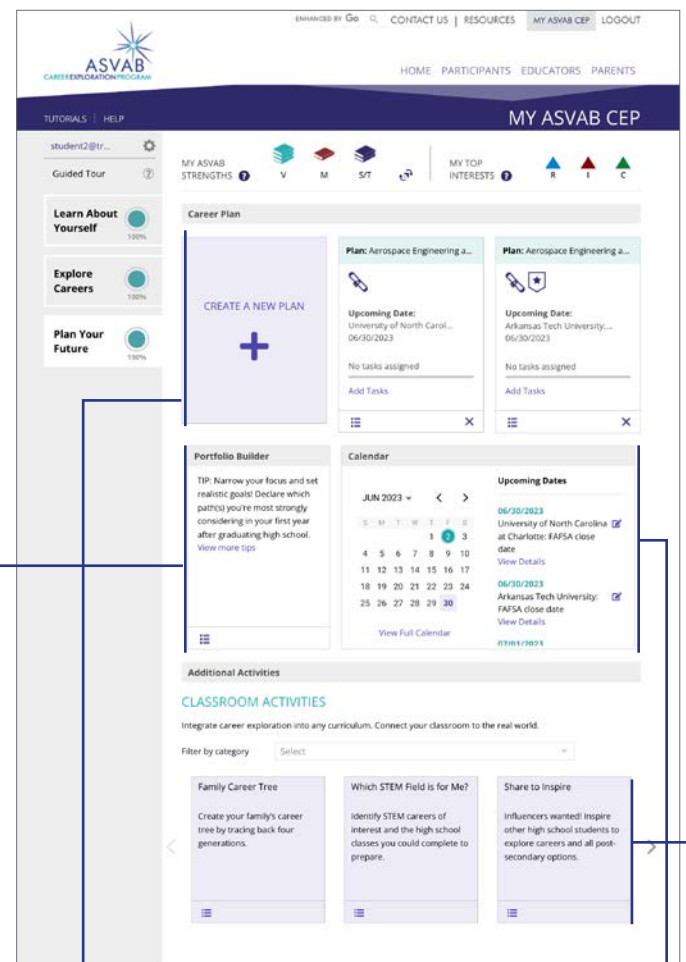 ENHANCED BY Go
CONTACT US | RESOURCES
MY ASVAB CEP
LOGOUT
ASVAB
CAREER EXPLORATION PROGRAM
HOME PARTICIPANTS EDUCATORS PARENTS
TUTORIALS | HELP
MY ASVAB CEP
student2@tr...
Guided Tour ?
MY ASVAB
STRENGTHS ?
V M S/T
MY TOP
INTERESTS ?
R I C
Learn About
Yourself
100%
Explore
Careers
100%
Plan Your
Future
100%
Career Plan
CREATE A NEW PLAN
Plan: Aerospace Engineering a...
Upcoming Date:
University of North Carol...
06/30/2023
No tasks assigned
Add Tasks
Plan: Aerospace Engineering a...
Upcoming Date:
Arkansas Tech University....
06/30/2023
No tasks assigned
Add Tasks
Portfolio Builder
TIP: Narrow your focus and set
realistic goals! Declare which
path(s) you're most strongly
considering in your first year
after graduating high school.
View more tips
Calendar
JUN 2023
S M T W T F S
1 2 3
4 5 6 7 8 9 10
11 12 13 14 15 16 17
18 19 20 21 22 23 24
25 26 27 28 29 30
View Full Calendar
Upcoming Dates
06/30/2023
University of North Carolina
at Charlotte: FAFSA close
date
View Details
06/30/2023
Arkansas Tech University:
FAFSA close date
View Details
07/01/2023
Additional Activities
CLASSROOM ACTIVITIES
Integrate career exploration into any curriculum. Connect your classroom to the real world.
Filter by category
Select
Family Career Tree
Create your family's career
tree by tracing back four
generations.
Which STEM Field is for Me?
Identify STEM careers of
interest and the high school
classes you could complete to
prepare.
Share to Inspire
Influencers wanted! Inspire
other high school students to
explore careers and all post-
secondary options.